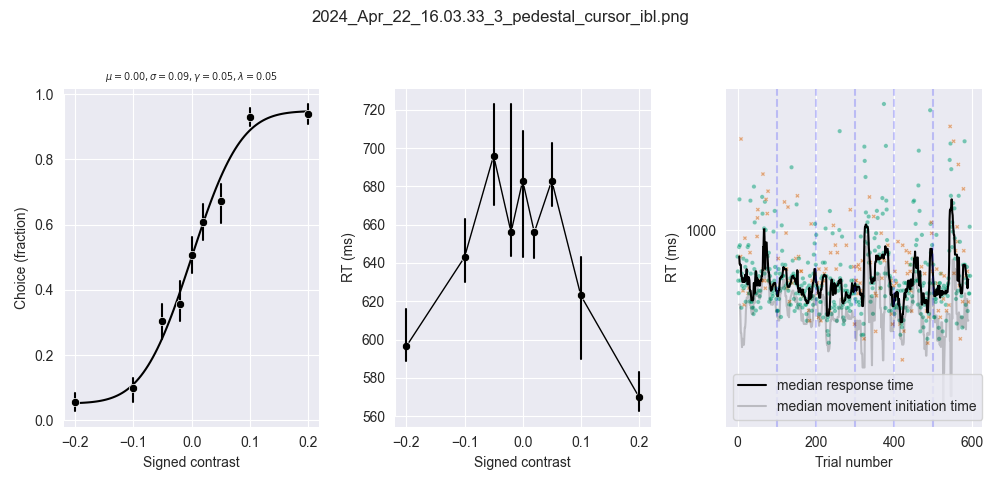 2024_Apr_22_16.03.33_3_pedestal_cursor_ibl.png
μ = 0.00, σ = 0.09, γ = 0.05, λ = 0.05
Choice (fraction)
1.0
0.8
0.6
0.4
0.2
0.0
−0.2 −0.1 0.0 0.1 0.2
Signed contrast
RT (ms)
720
700
680
660
640
620
600
580
560
−0.2 −0.1 0.0 0.1 0.2
Signed contrast
RT (ms)
1000
median response time
median movement initiation time
0 200 400 600
Trial number